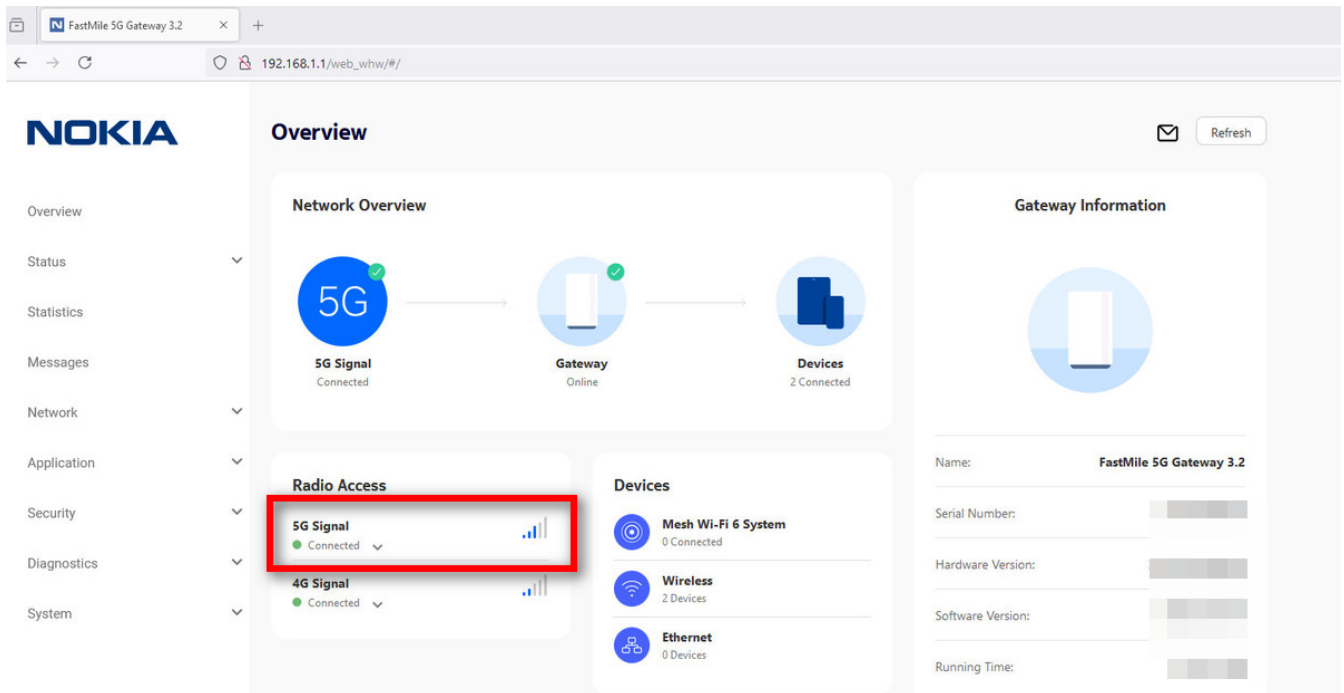 FastMile 5G Gateway 3.2
192.168.1.1/web_whw/#/
NOKIA
Overview
Status
Statistics
Messages
Network
Application
Security
Diagnostics
System
Overview
Refresh
Network Overview
5G
5G Signal
Connected
Gateway
Online
Devices
2 Connected
Radio Access
5G Signal
Connected
4G Signal
Connected
Devices
Mesh Wi-Fi 6 System
0 Connected
Wireless
2 Devices
Ethernet
0 Devices
Gateway Information
Name: FastMile 5G Gateway 3.2
Serial Number:
Hardware Version:
Software Version:
Running Time: